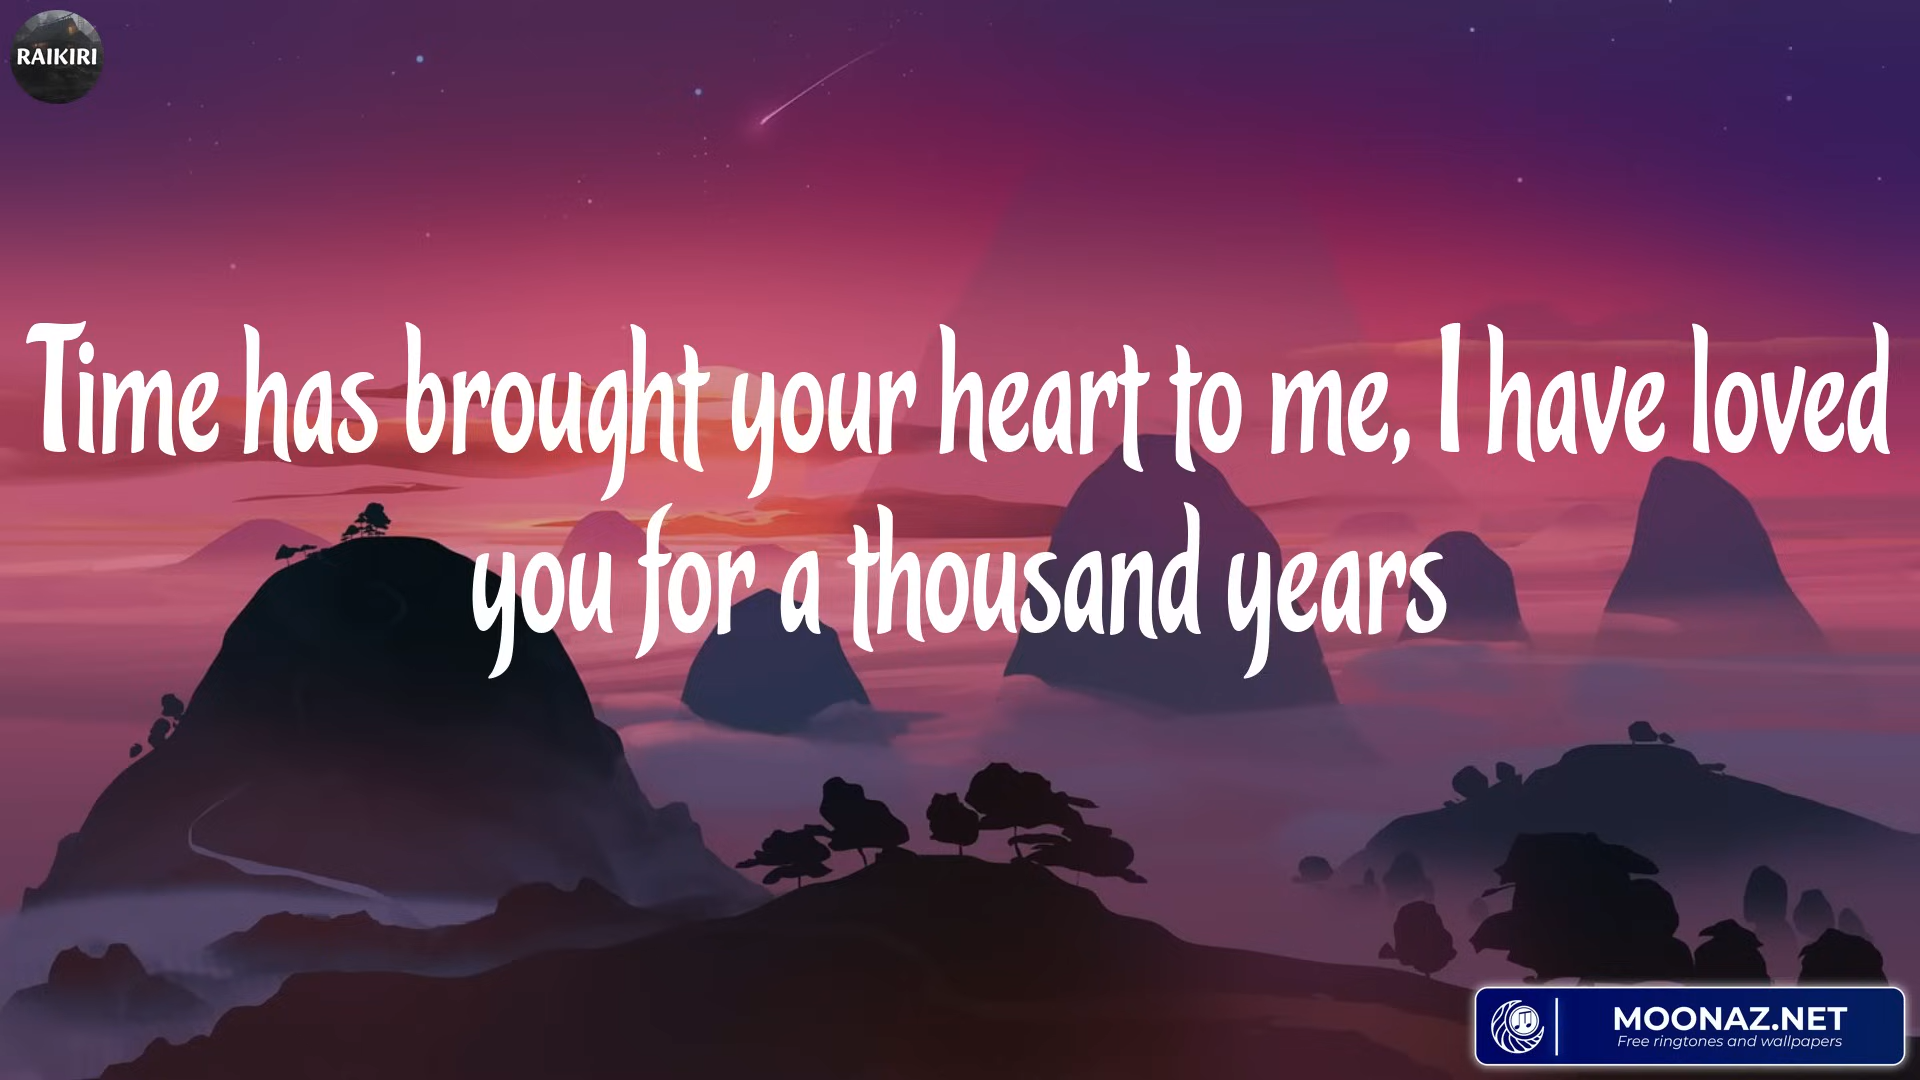 RAIKIRI
Time has brought your heart to me, I have loved
you for a thousand years
MOONAZ.NET
Free ringtones and wallpapers